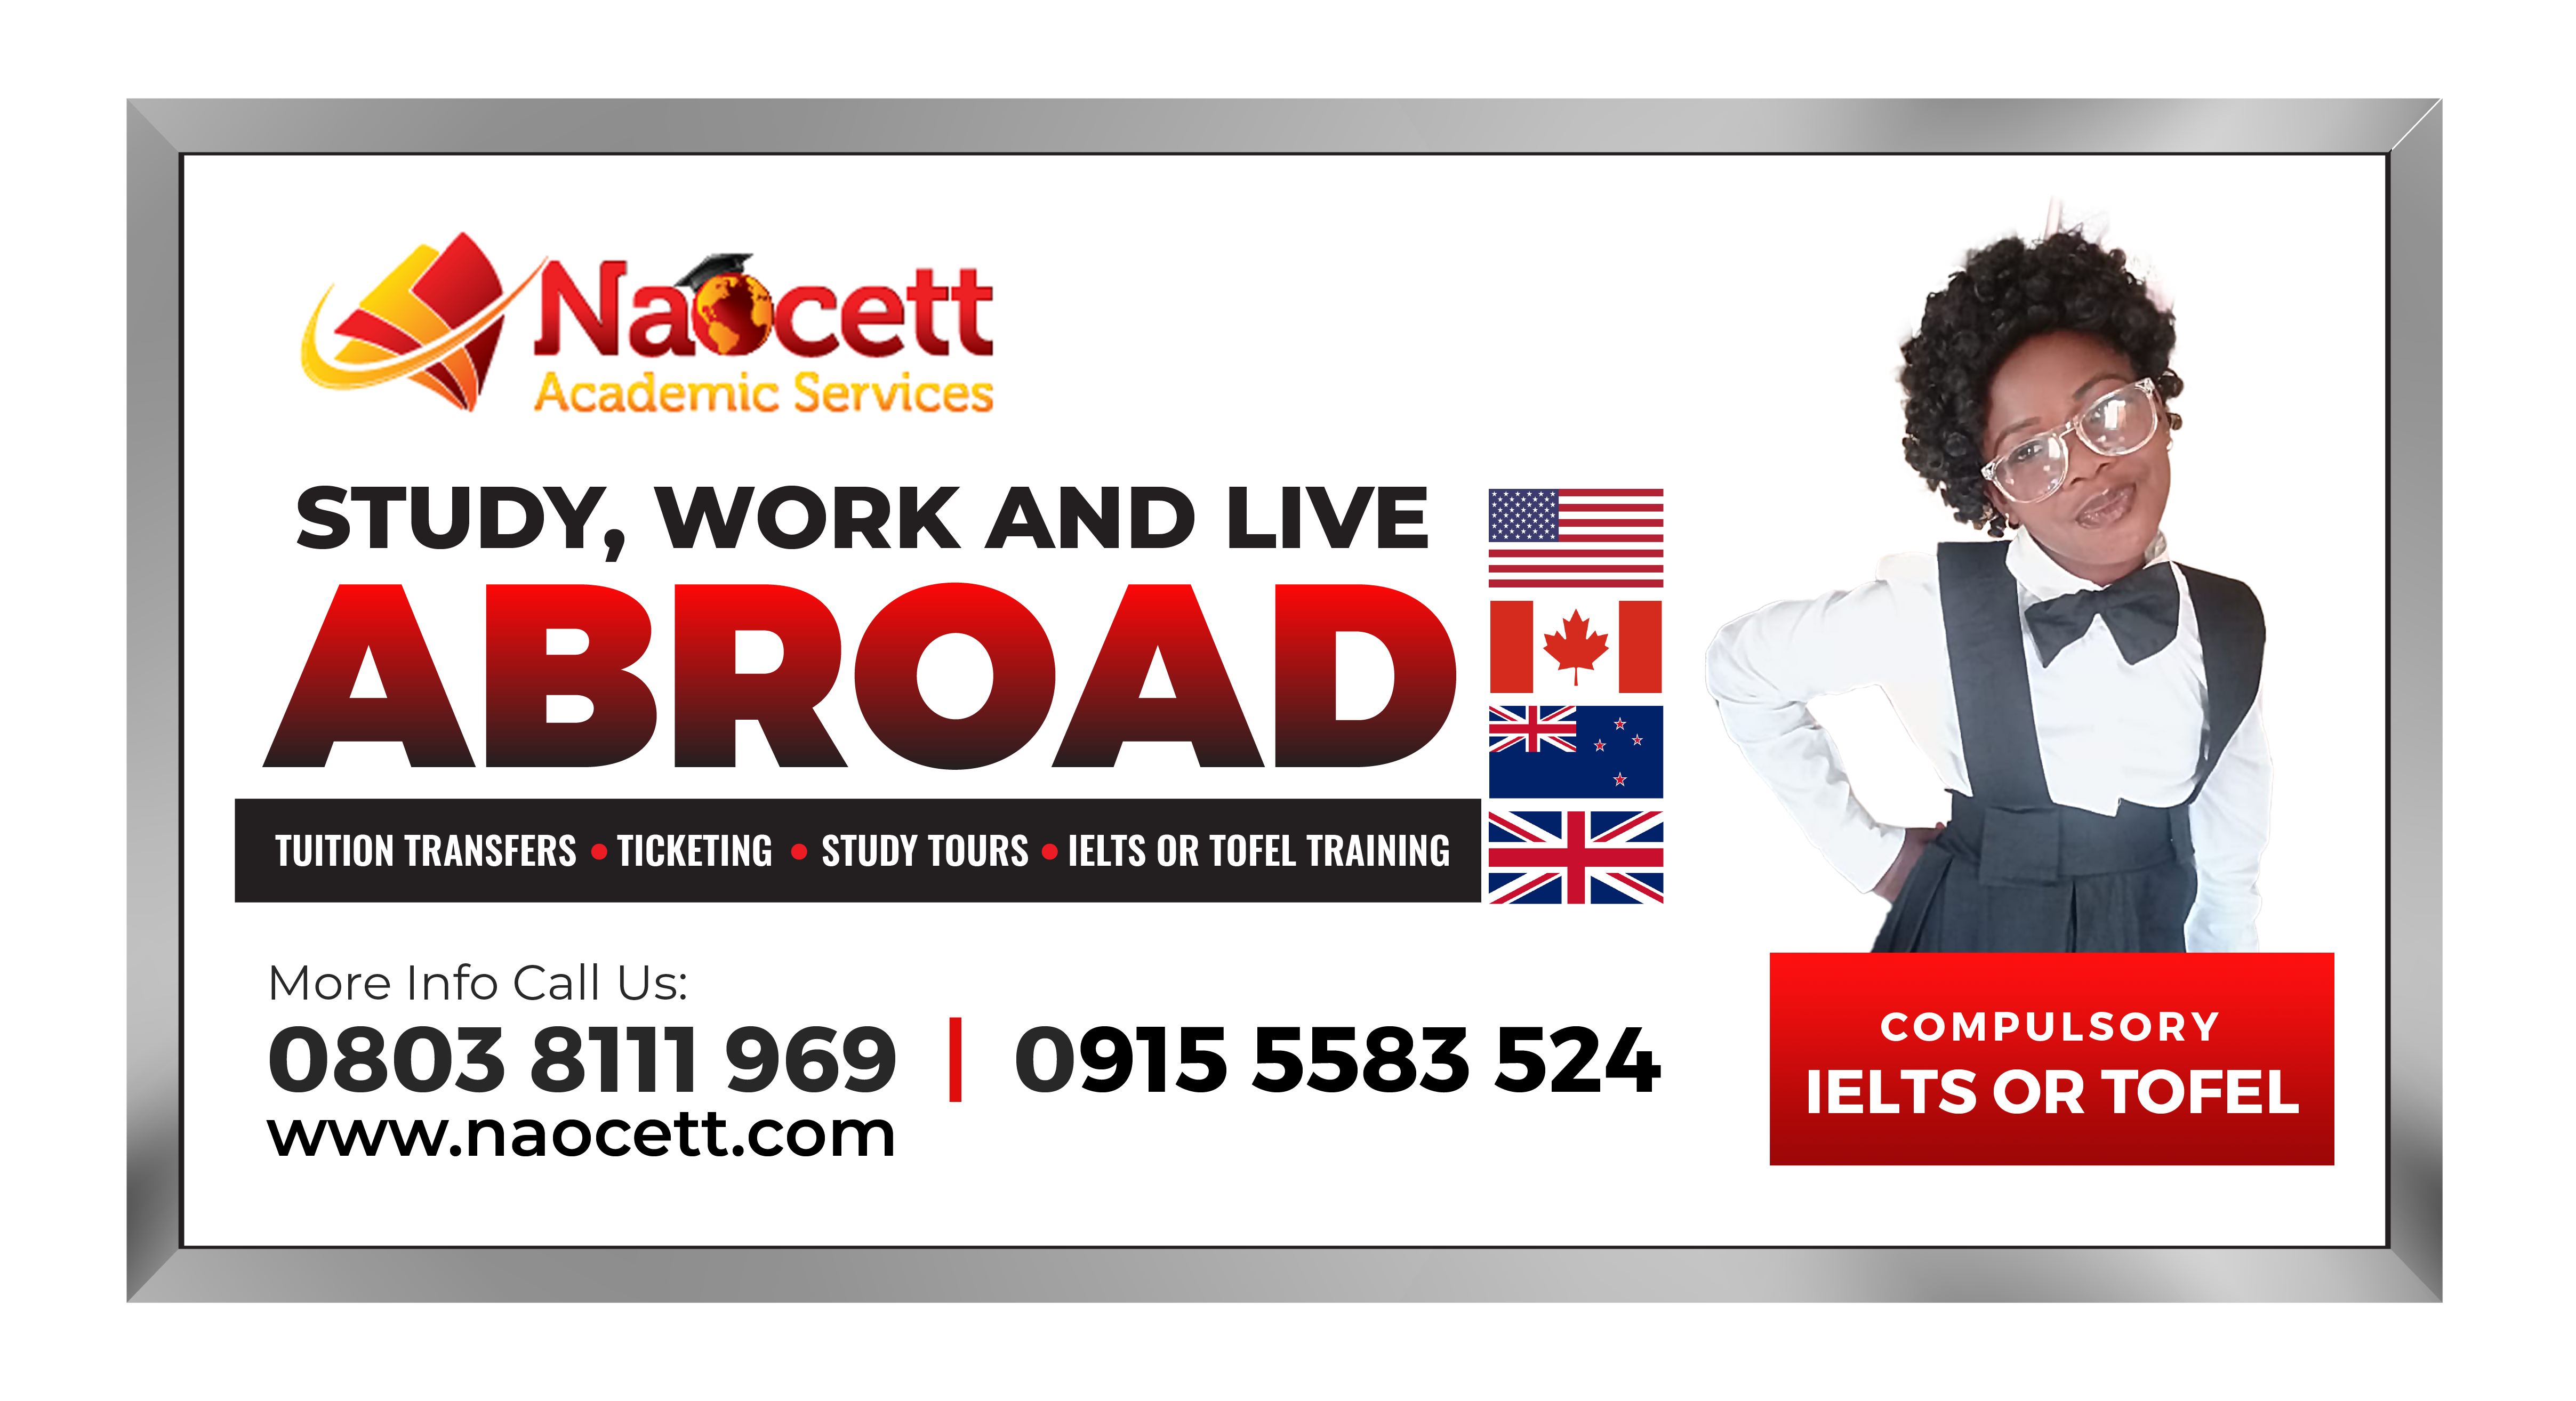 Naocett
Academic Services
STUDY, WORK AND LIVE
ABROAD
TUITION TRANSFERS • TICKETING • STUDY TOURS • IELTS OR TOFEL TRAINING
More Info Call Us:
0803 8111 969 | 0915 5583 524
www.naocett.com
COMPULSORY
IELTS OR TOFEL